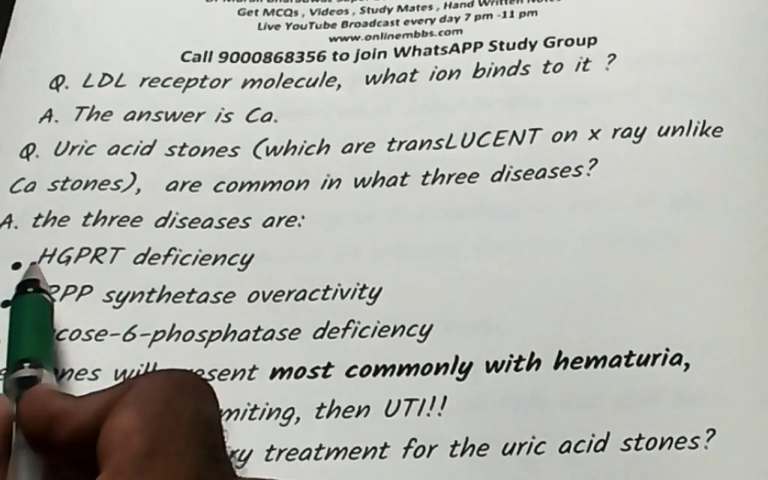 Get MCQs , Videos , Study Mates , Hand Written
Live YouTube Broadcast every day 7 pm -11 pm
www.onlinembbs.com
Call 9000868356 to join WhatsAPP Study Group
Q. LDL receptor molecule, what ion binds to it ?
A. The answer is Ca.
Q. Uric acid stones (which are transLUCENT on x ray unlike
Ca stones), are common in what three diseases?
A. the three diseases are:
• HGPRT deficiency
• RPP synthetase overactivity
cose-6-phosphatase deficiency
nes will esent most commonly with hematuria,
miting, then UTI!!
ry treatment for the uric acid stones?